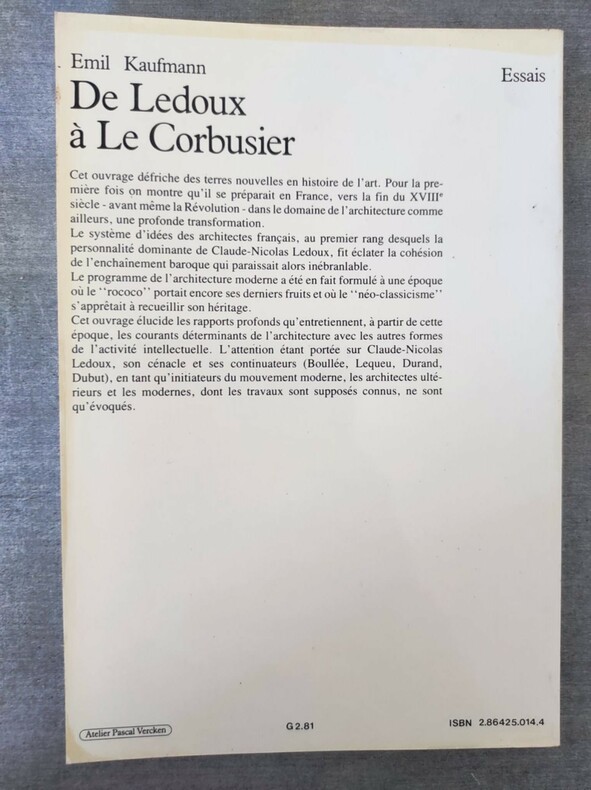 Emil Kaufmann
Essais
De Ledoux
à Le Corbusier
Cet ouvrage défriche des terres nouvelles en histoire de l'art. Pour la pre-
mière fois on montre qu'il se préparait en France, vers la fin du XVIIIe
siècle - avant même la Révolution - dans le domaine de l'architecture comme
ailleurs, une profonde transformation.
Le système d'idées des architectes français, au premier rang desquels la
personnalité dominante de Claude-Nicolas Ledoux, fit éclater la cohésion
de l'enchaînement baroque qui paraissait alors inébranlable.
Le programme de l'architecture moderne a été en fait formulé à une époque
où le "rococo" portait encore ses derniers fruits et où le "néo-classicisme"
s'apprêtait à recueillir son héritage.
Cet ouvrage élucide les rapports profonds qu'entretiennent, à partir de cette
époque, les courants déterminants de l'architecture avec les autres formes
de l'activité intellectuelle. L'attention étant portée sur Claude-Nicolas
Ledoux, son cénacle et ses continuateurs (Boullée, Lequeu, Durand,
Dubut), en tant qu'initiateurs du mouvement moderne, les architectes ulté-
rieurs et les modernes, dont les travaux sont supposés connus, ne sont
qu'évoqués.
Atelier Pascal Vercken
G 2.81
ISBN 2.86425.014.4